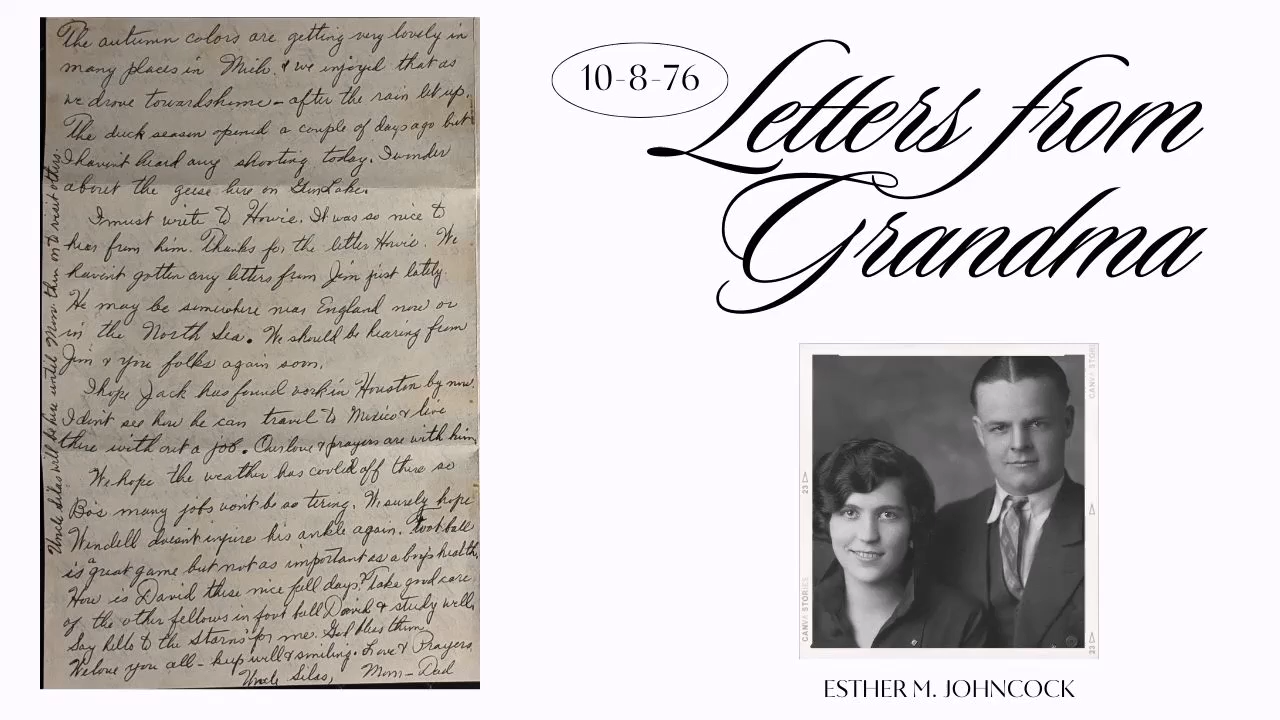 The autumn colors are getting very lovely in
many places in Mich. & we enjoyed that as
we drove towards home - after the rain let up.
The duck season opened a couple of days ago but
I havent heard any shooting today. I wonder
about the geese here on Gun Lake.
I must write to Howie. It was so nice to
hear from him. Thanks for the letter Howie. We
havent gotten any letters from Jim just lately.
He may be somewhere near England now or
in the North Sea. We should be hearing from
Jim & you folks again soon.
I hope Jack has found work in Houston by now.
I dont see how he can travel to Mexico & live
there with out a job. Our love & prayers are with him.
We hope the weather has cooled off there so
Bo's many jobs wont be so tiring. We surely hope
Wendell doesnt injure his ankle again. Foot ball
is a great game but not as important as a boy's health.
How is David these nice fall days? Take good care
of the other fellows in foot ball David & study well.
Say hello to the for me. God bless them
We love you all - keep well & smiling. Love & Prayers
Uncle Silas, Mom - Dad
Uncle Silas will be here until Mon. then on to visit others.
10-8-76
Letters from
Grandma
CANVA STORIES
23
CANVA STORIES
23
ESTHER M. JOHNCOCK